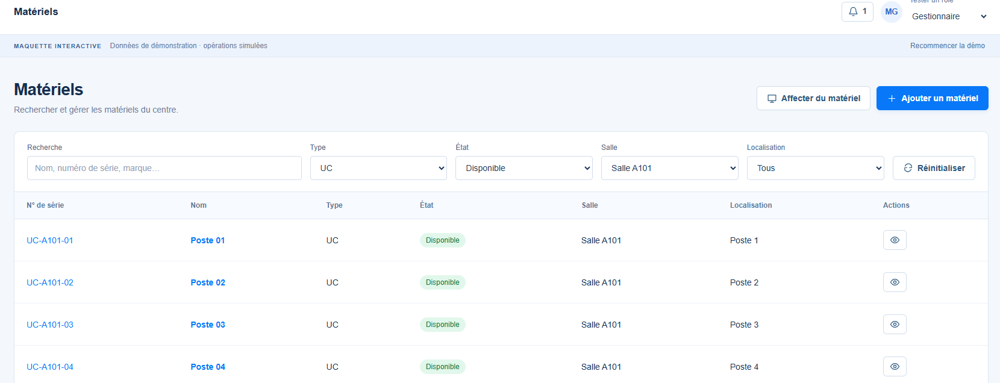 Matériels
1
MG
Tester un rôle
Gestionnaire
MAQUETTE INTERACTIVE Données de démonstration · opérations simulées
Recommencer la démo
Matériels
Rechercher et gérer les matériels du centre.
Affecter du matériel
Ajouter un matériel
Recherche Type État Salle Localisation
Nom, numéro de série, marque… UC Disponible Salle A101 Tous Réinitialiser
N° de série Nom Type État Salle Localisation Actions
UC-A101-01 Poste 01 UC Disponible Salle A101 Poste 1
UC-A101-02 Poste 02 UC Disponible Salle A101 Poste 2
UC-A101-03 Poste 03 UC Disponible Salle A101 Poste 3
UC-A101-04 Poste 04 UC Disponible Salle A101 Poste 4